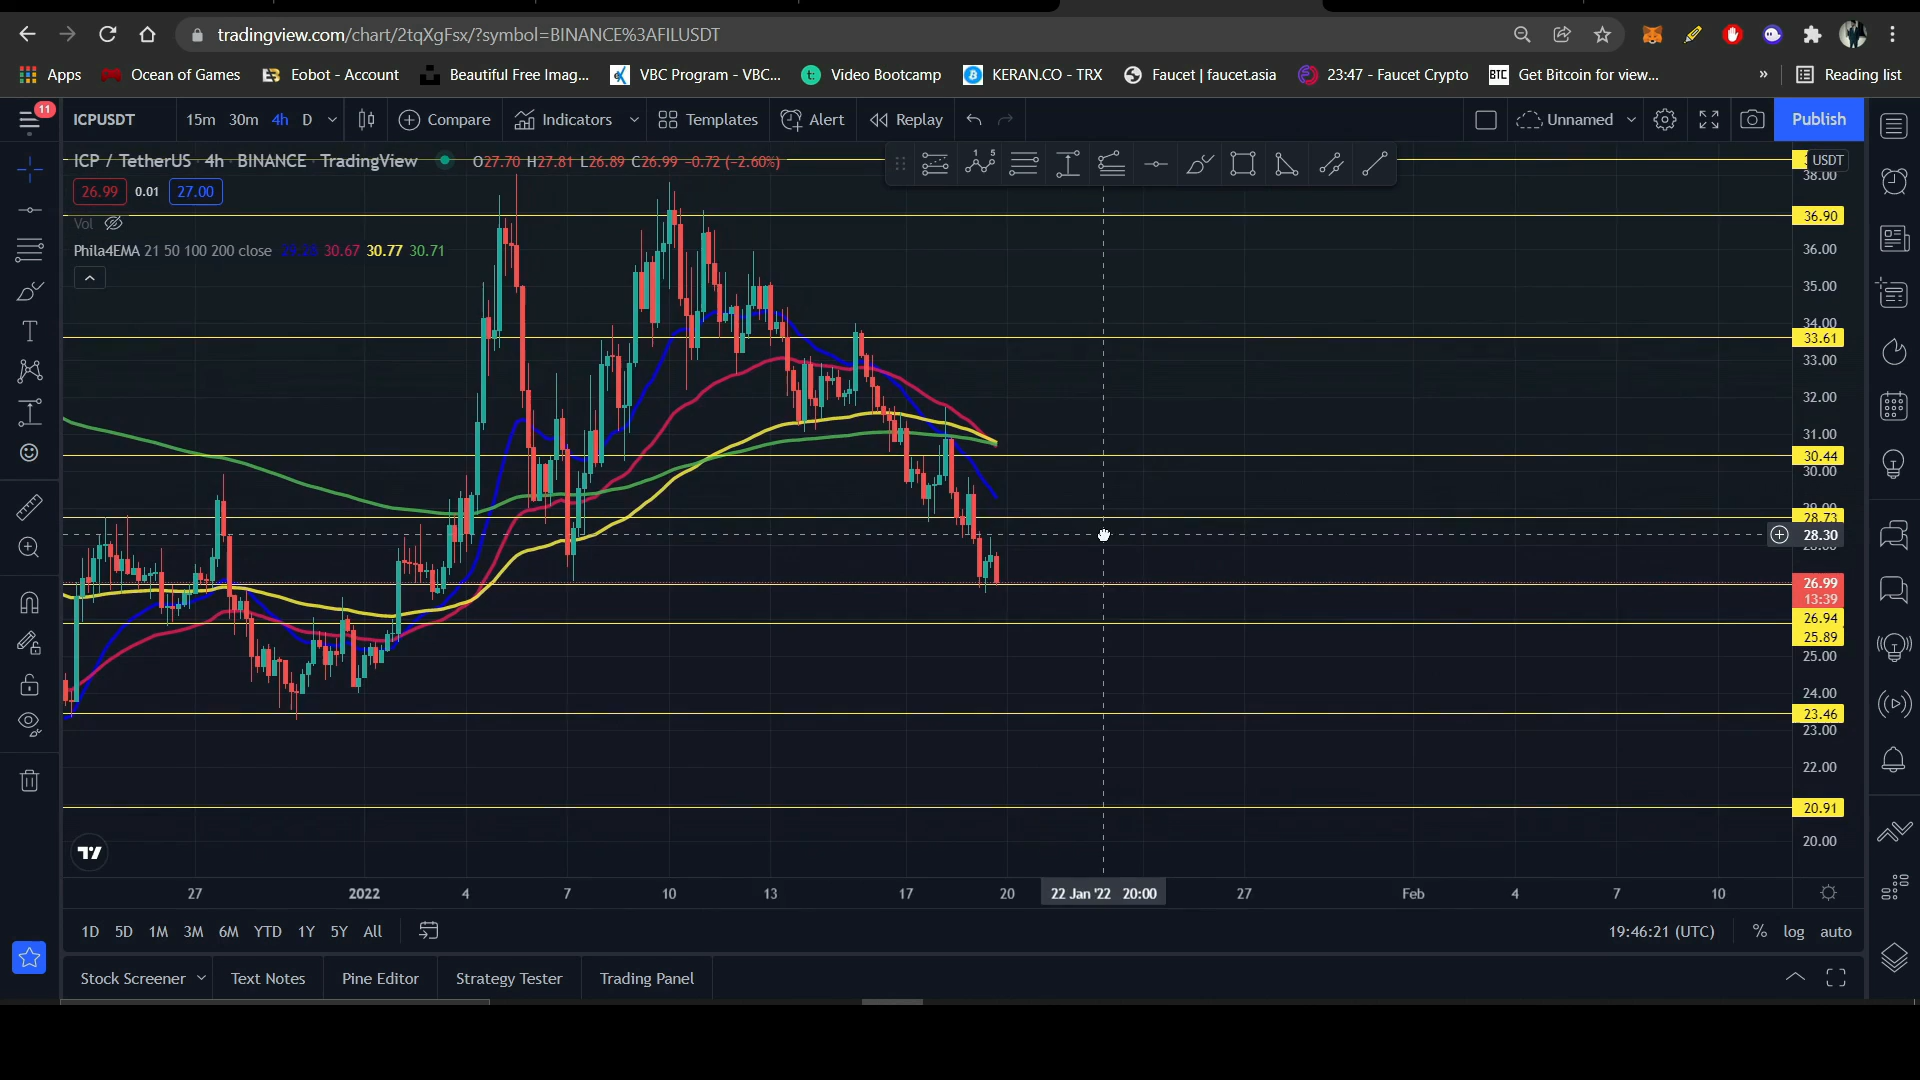 tradingview.com/chart/2tqXgFsx/?symbol=BINANCE%3AFILUSDT
Apps Ocean of Games Eobot - Account Beautiful Free Imag... VBC Program - VBC... Video Bootcamp KERAN.CO - TRX Faucet | faucet.asia 23:47 - Faucet Crypto BTC Get Bitcoin for view... » Reading list
11
ICPUSDT 15m 30m 4h D Compare Indicators Templates Alert Replay Unnamed Publish
ICP / TetherUS · 4h · BINANCE · TradingView O27.70 H27.81 L26.89 C26.99 −0.72 (−2.60%)
USDT
38.00
26.99 0.01 27.00
36.90
Vol
Phila4EMA 21 50 100 200 close 30.67 30.77 30.71
36.00
35.00
34.00
33.61
33.00
32.00
31.00
30.44
30.00
29.00
28.73
28.30
28.00
26.99
13:39
26.94
25.89
25.00
24.00
23.46
23.00
22.00
20.91
20.00
27 2022 4 7 10 13 17 20 22 Jan '22 20:00 27 Feb 4 7 10
1D 5D 1M 3M 6M YTD 1Y 5Y All 19:46:21 (UTC) % log auto
Stock Screener Text Notes Pine Editor Strategy Tester Trading Panel